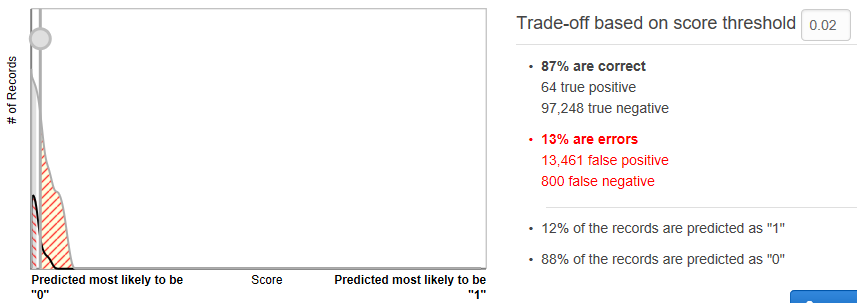 # of Records
Predicted most likely to be "0"
Score
Predicted most likely to be "1"
Trade-off based on score threshold 0.02
• 87% are correct
64 true positive
97,248 true negative
• 13% are errors
13,461 false positive
800 false negative
• 12% of the records are predicted as "1"
• 88% of the records are predicted as "0"